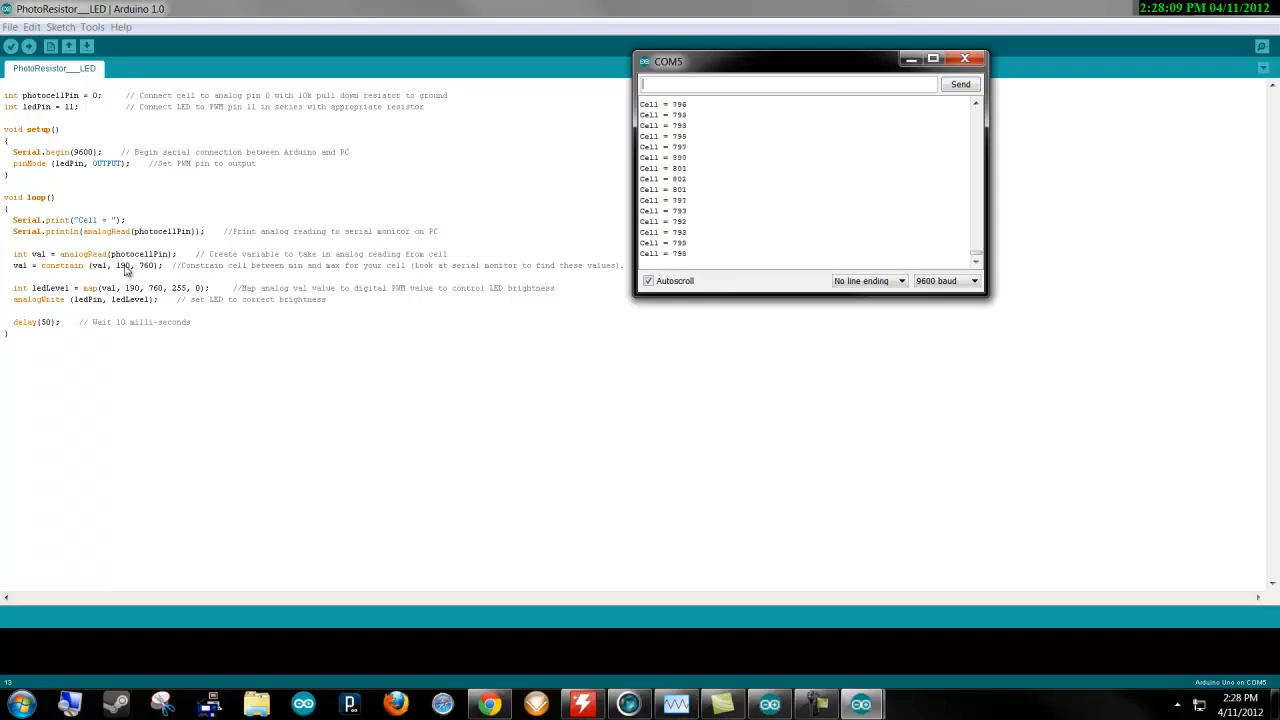 PhotoResistor___LED | Arduino 1.0
2:28:09 PM 04/11/2012
File Edit Sketch Tools Help
PhotoResistor___LED
int photocellPin = 0;     // Connect cell to analog pin 0 with 10k pull down resistor to ground
int ledPin = 11;          // Connect LED to PWM pin 11 in series with appropriate resistor
void setup()
{
Serial.begin(9600);    // Begin serial connection between Arduino and PC
pinMode (ledPin, OUTPUT);    //Set PWM pin to output
}
void loop()
{
Serial.print("Cell = ");
Serial.println(analogRead(photocellPin));    //Print analog reading to serial monitor on PC
int val = analogRead(photocellPin);    // Create variable to take in analog reading from cell
val = constrain (val, 190, 760);  //Constrain cell between min and max for your cell (look at serial monitor to find these values).
int ledLevel = map(val, 190, 760, 255, 0);     //Map analog val value to digital PWM value to control LED brightness
analogWrite (ledPin, ledLevel);    // set LED to correct brightness
delay(50);    // Wait 10 milli-seconds
}
COM5
Send
Cell = 796
Cell = 793
Cell = 793
Cell = 795
Cell = 797
Cell = 800
Cell = 801
Cell = 802
Cell = 801
Cell = 797
Cell = 793
Cell = 792
Cell = 793
Cell = 795
Cell = 798
Autoscroll
No line ending
9600 baud
13
Arduino Uno on COM5
2:28 PM
4/11/2012